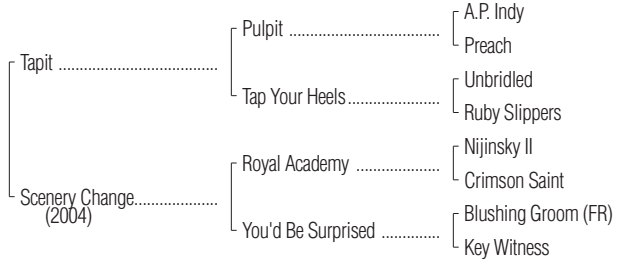 A.P. Indy
Pulpit
Preach
Tapit
Unbridled
Tap Your Heels
Ruby Slippers
Nijinsky II
Royal Academy
Crimson Saint
Scenery Change
(2004)
Blushing Groom (FR)
You'd Be Surprised
Key Witness